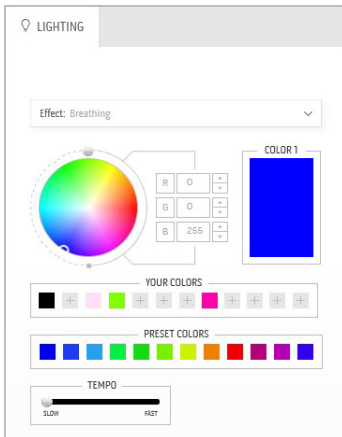 LIGHTING
Effect: Breathing
COLOR 1
R 0
G 0
B 255
YOUR COLORS
PRESET COLORS
TEMPO
SLOW FAST